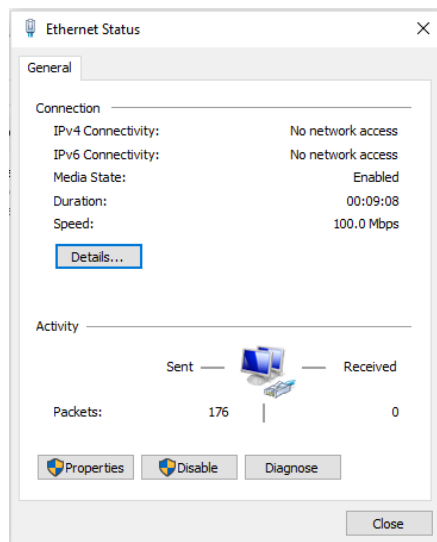 Ethernet Status
General
Connection
IPv4 Connectivity: No network access
IPv6 Connectivity: No network access
Media State: Enabled
Duration: 00:09:08
Speed: 100.0 Mbps
Details...
Activity
Sent Received
Packets: 176 0
Properties Disable Diagnose
Close